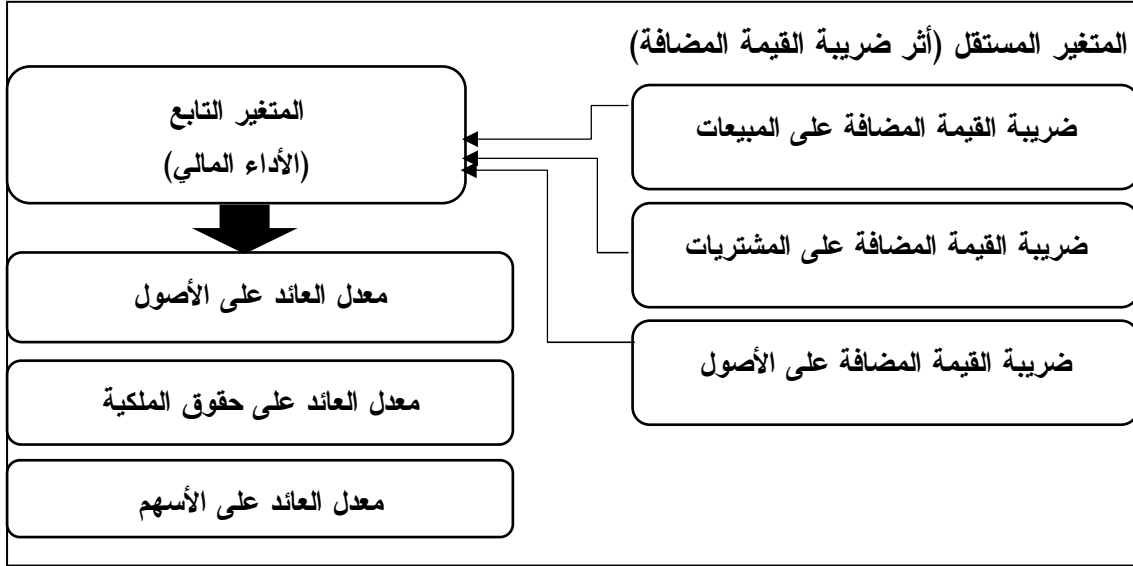 المتغير المستقل (أثر ضريبة القيمة المضافة)
ضريبة القيمة المضافة على المبيعات
ضريبة القيمة المضافة على المشتريات
ضريبة القيمة المضافة على الأصول
المتغير التابع
(الأداء المالي)
معدل العائد على الأصول
معدل العائد على حقوق الملكية
معدل العائد على الأسهم